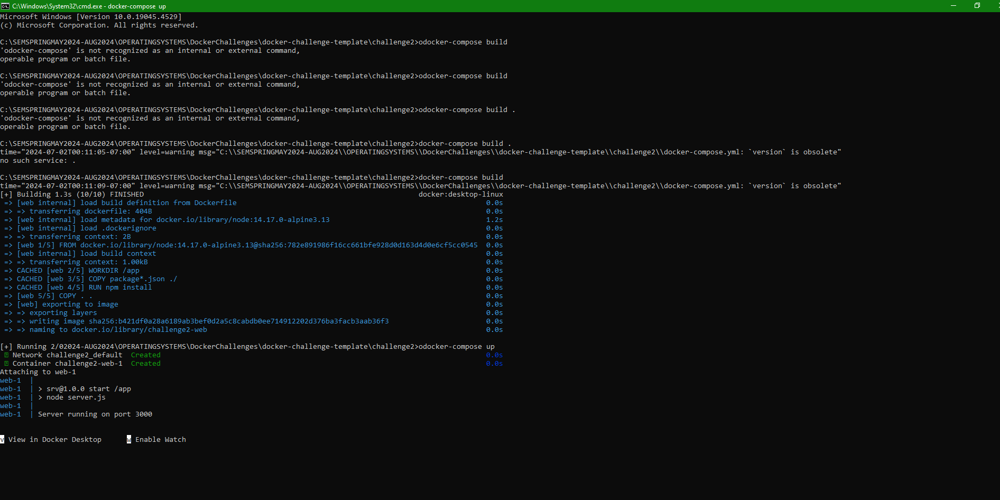 C:\Windows\System32\cmd.exe - docker-compose up
Microsoft Windows [Version 10.0.19045.4529]
(c) Microsoft Corporation. All rights reserved.
C:\SEMSPRINGMAY2024-AUG2024\OPERATINGSYSTEMS\DockerChallenges\docker-challenge-template\challenge2>odocker-compose build
'odocker-compose' is not recognized as an internal or external command,
operable program or batch file.
C:\SEMSPRINGMAY2024-AUG2024\OPERATINGSYSTEMS\DockerChallenges\docker-challenge-template\challenge2>odocker-compose build
'odocker-compose' is not recognized as an internal or external command,
operable program or batch file.
C:\SEMSPRINGMAY2024-AUG2024\OPERATINGSYSTEMS\DockerChallenges\docker-challenge-template\challenge2>odocker-compose build .
'odocker-compose' is not recognized as an internal or external command,
operable program or batch file.
C:\SEMSPRINGMAY2024-AUG2024\OPERATINGSYSTEMS\DockerChallenges\docker-challenge-template\challenge2>docker-compose build .
time="2024-07-02T00:11:05-07:00" level=warning msg="C:\\SEMSPRINGMAY2024-AUG2024\\OPERATINGSYSTEMS\\DockerChallenges\\docker-challenge-template\\challenge2\\docker-compose.yml: `version` is obsolete"
no such service: .
C:\SEMSPRINGMAY2024-AUG2024\OPERATINGSYSTEMS\DockerChallenges\docker-challenge-template\challenge2>docker-compose build
time="2024-07-02T00:11:09-07:00" level=warning msg="C:\\SEMSPRINGMAY2024-AUG2024\\OPERATINGSYSTEMS\\DockerChallenges\\docker-challenge-template\\challenge2\\docker-compose.yml: `version` is obsolete"
[+] Building 1.3s (10/10) FINISHED docker:desktop-linux
=> [web internal] load build definition from Dockerfile 0.0s
=> => transferring dockerfile: 404B 0.0s
=> [web internal] load metadata for docker.io/library/node:14.17.0-alpine3.13 1.2s
=> [web internal] load .dockerignore 0.0s
=> => transferring context: 2B 0.0s
=> [web 1/5] FROM docker.io/library/node:14.17.0-alpine3.13@sha256:782e891986f16cc661bfe928d0d163d4d0e6cf5cc0545 0.0s
=> [web internal] load build context 0.0s
=> => transferring context: 1.00kB 0.0s
=> CACHED [web 2/5] WORKDIR /app 0.0s
=> CACHED [web 3/5] COPY package*.json ./ 0.0s
=> CACHED [web 4/5] RUN npm install 0.0s
=> [web 5/5] COPY . . 0.0s
=> [web] exporting to image 0.0s
=> => exporting layers 0.0s
=> => writing image sha256:b421df0a28a6189ab3bef0d2a5c8cabdb0ee714912202d376ba3facb3aab36f3 0.0s
=> => naming to docker.io/library/challenge2-web 0.0s
[+] Running 2/02024-AUG2024\OPERATINGSYSTEMS\DockerChallenges\docker-challenge-template\challenge2>odocker-compose up
Network challenge2_default Created 0.0s
Container challenge2-web-1 Created 0.0s
Attaching to web-1
web-1 |
web-1 | > srv@1.0.0 start /app
web-1 | > node server.js
web-1 |
web-1 | Server running on port 3000
v View in Docker Desktop w Enable Watch